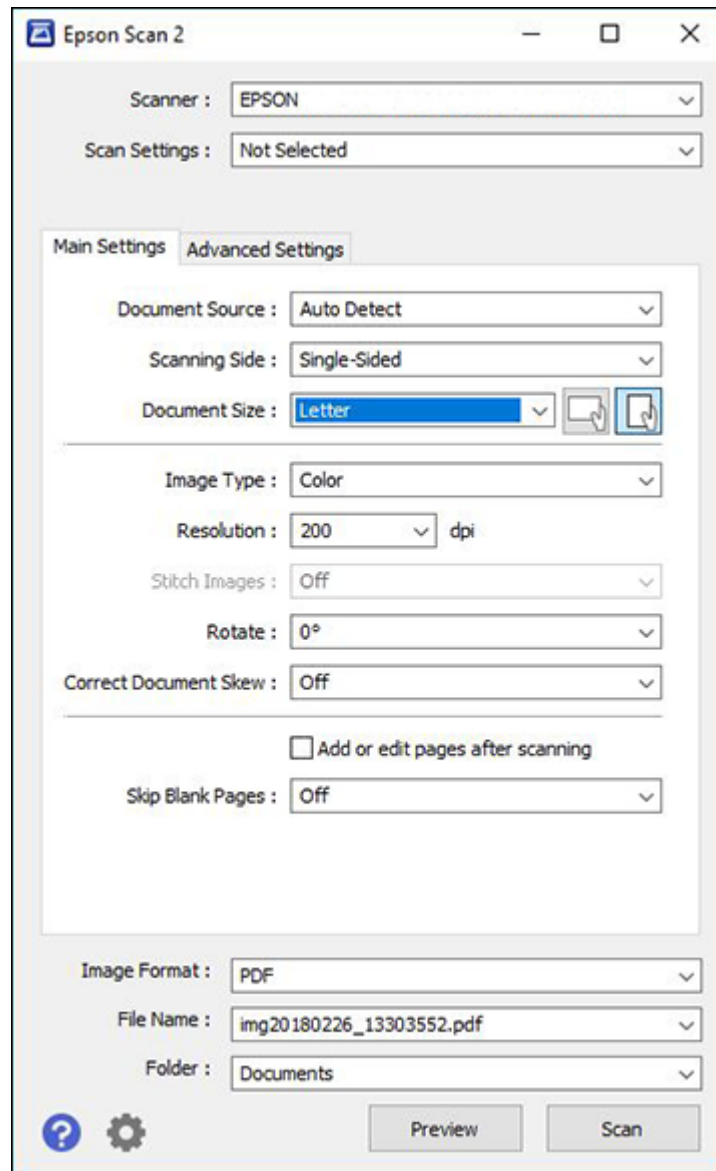 Epson Scan 2
Scanner : EPSON
Scan Settings : Not Selected
Main Settings Advanced Settings
Document Source : Auto Detect
Scanning Side : Single-Sided
Document Size : Letter
Image Type : Color
Resolution : 200 dpi
Stitch Images : Off
Rotate : 0°
Correct Document Skew : Off
Add or edit pages after scanning
Skip Blank Pages : Off
Image Format : PDF
File Name : img20180226_13303552.pdf
Folder : Documents
? Preview Scan